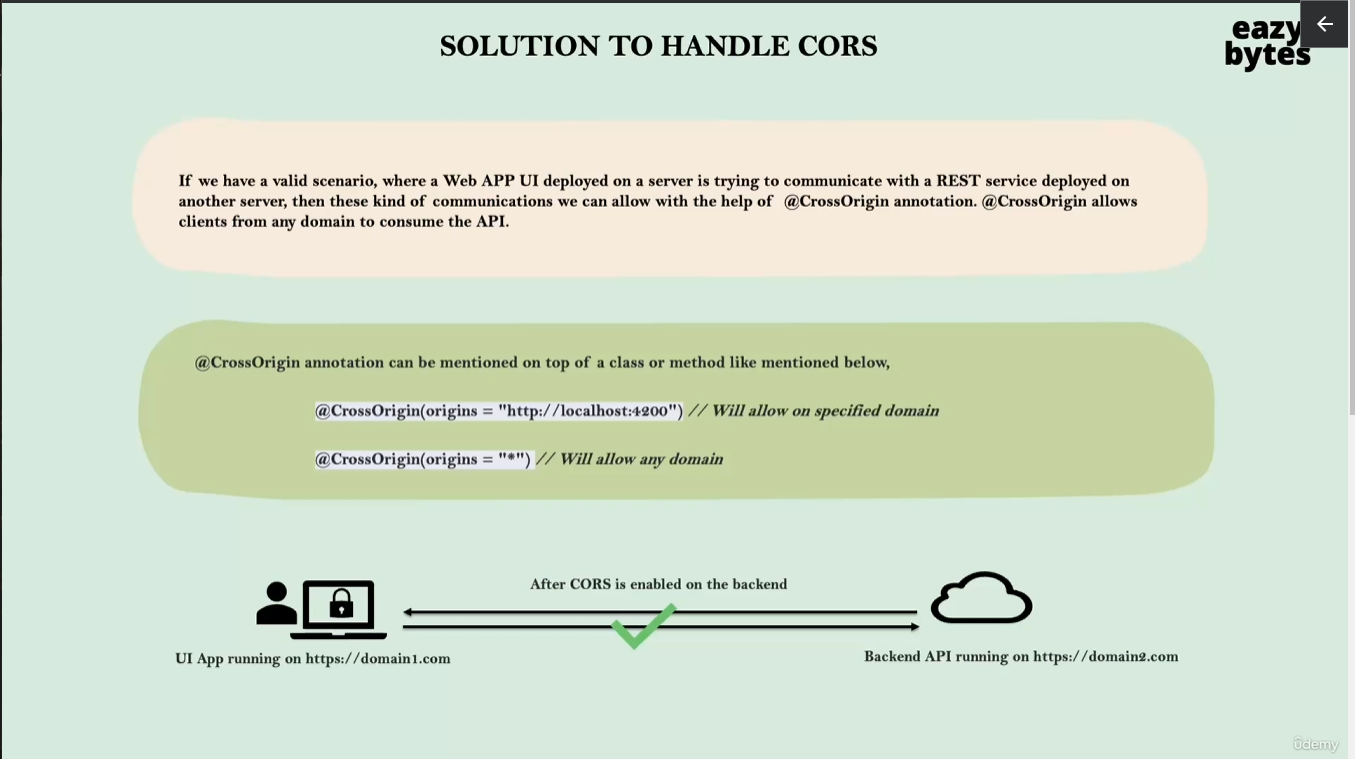 SOLUTION TO HANDLE CORS
eazy
bytes
If we have a valid scenario, where a Web APP UI deployed on a server is trying to communicate with a REST service deployed on
another server, then these kind of communications we can allow with the help of @CrossOrigin annotation. @CrossOrigin allows
clients from any domain to consume the API.
@CrossOrigin annotation can be mentioned on top of a class or method like mentioned below,
@CrossOrigin(origins = "http://localhost:4200") // Will allow on specified domain
@CrossOrigin(origins = "*") // Will allow any domain
After CORS is enabled on the backend
UI App running on https://domain1.com
Backend API running on https://domain2.com
ûdemy